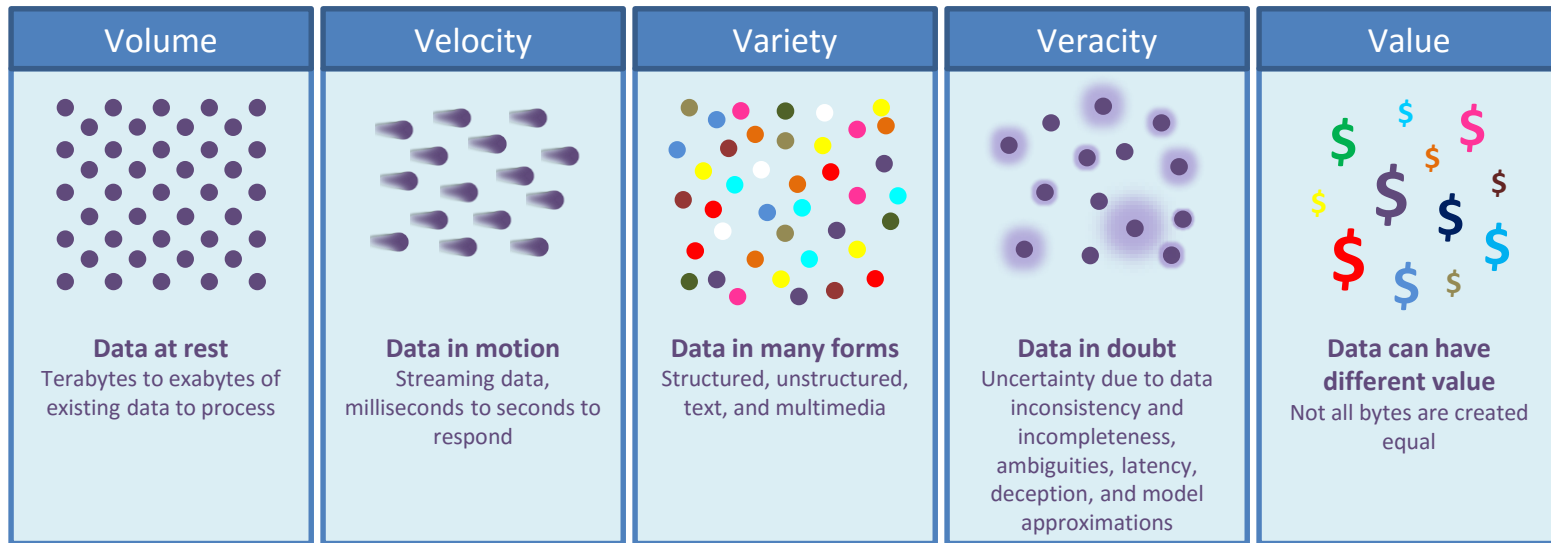 Volume
Data at rest
Terabytes to exabytes of
existing data to process
Velocity
Data in motion
Streaming data,
milliseconds to seconds to
respond
Variety
Data in many forms
Structured, unstructured,
text, and multimedia
Veracity
Data in doubt
Uncertainty due to data
inconsistency and
incompleteness,
ambiguities, latency,
deception, and model
approximations
Value
$ $ $ $ $ $ $ $ $ $ $ $ $
Data can have
different value
Not all bytes are created
equal